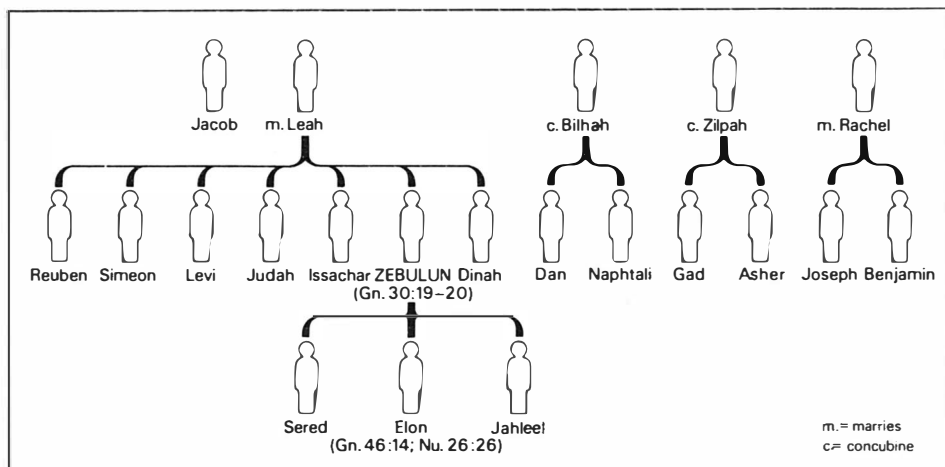 Jacob m. Leah c. Bilhah c. Zilpah m. Rachel
Reuben Simeon Levi Judah Issachar ZEBULUN Dinah Dan Naphtali Gad Asher Joseph Benjamin
(Gn. 30:19–20)
Sered Elon Jahleel
(Gn. 46:14; Nu. 26:26)
m.= marries
c= concubine